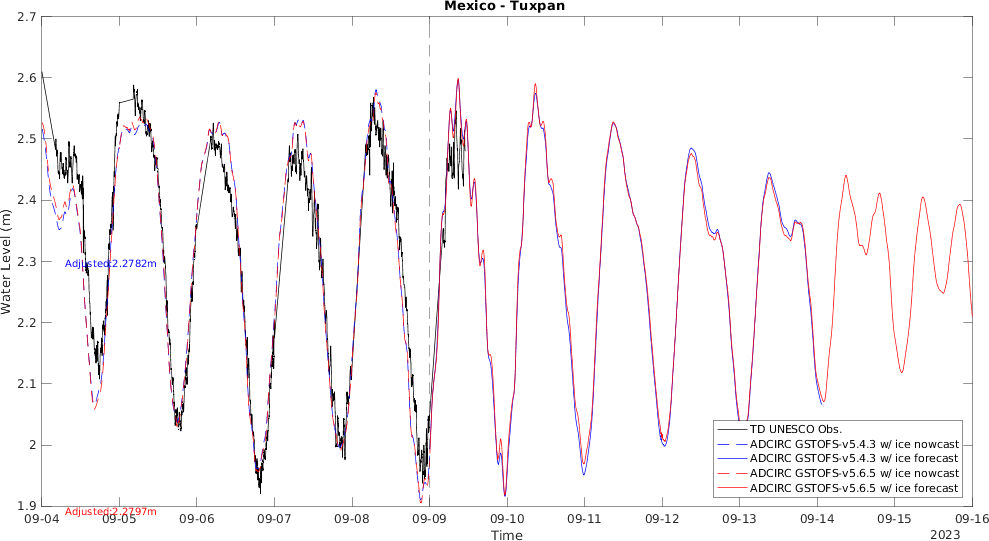 Mexico - Tuxpan
2.7
2.6
2.5
2.4
2.3
2.2
2.1
2
1.9
Water Level (m)
Adjusted:2.2782m
Adjusted:2.2797m
TD UNESCO Obs.
ADCIRC GSTOFS-v5.4.3 w/ ice nowcast
ADCIRC GSTOFS-v5.4.3 w/ ice forecast
ADCIRC GSTOFS-v5.6.5 w/ ice nowcast
ADCIRC GSTOFS-v5.6.5 w/ ice forecast
09-04 09-05 09-06 09-07 09-08 09-09 09-10 09-11 09-12 09-13 09-14 09-15 09-16
Time
2023